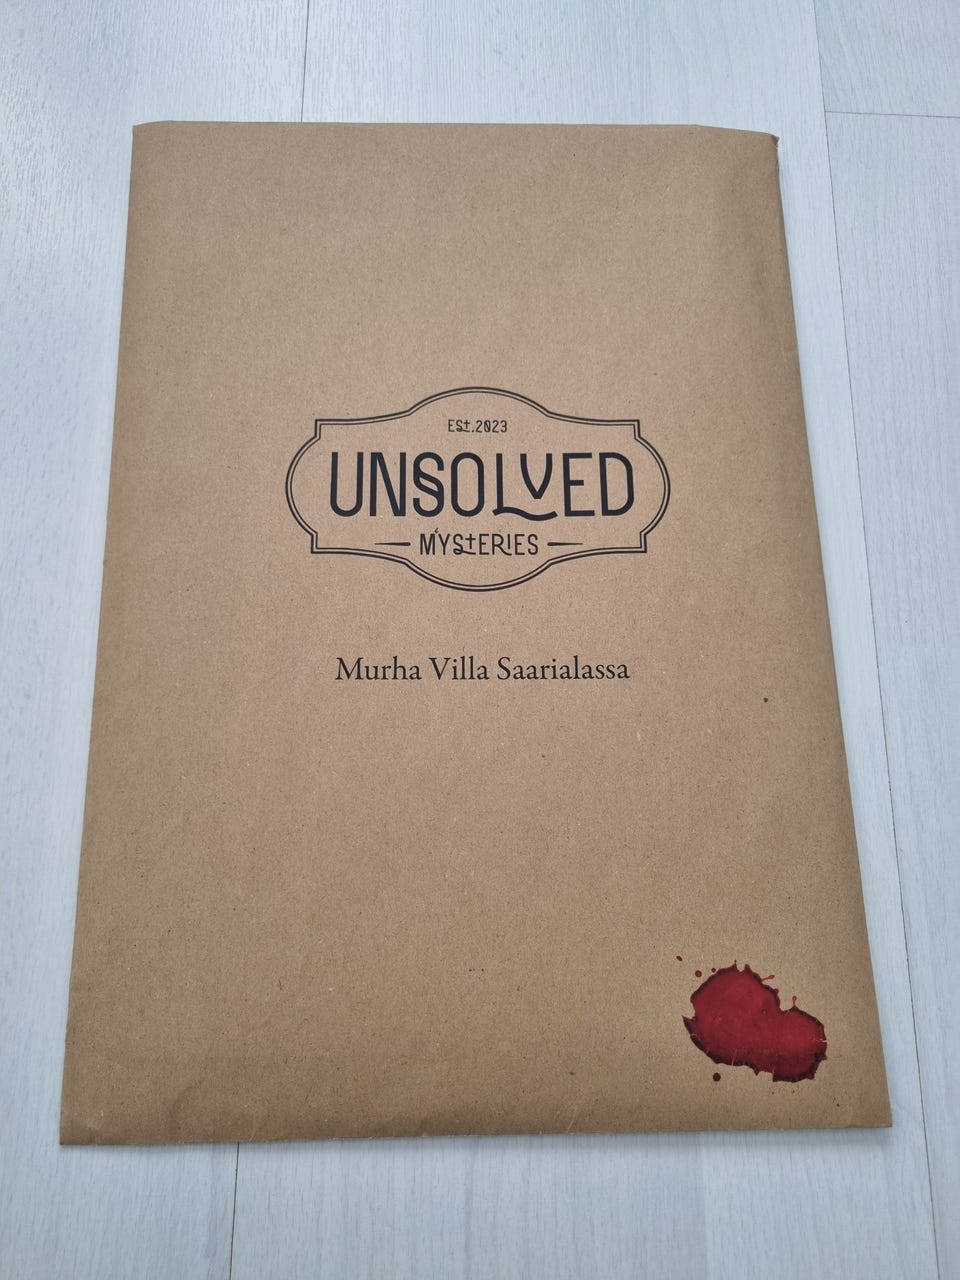 Est.2023
UNSOLVED
MYSTERIES
Murha Villa Saarialassa